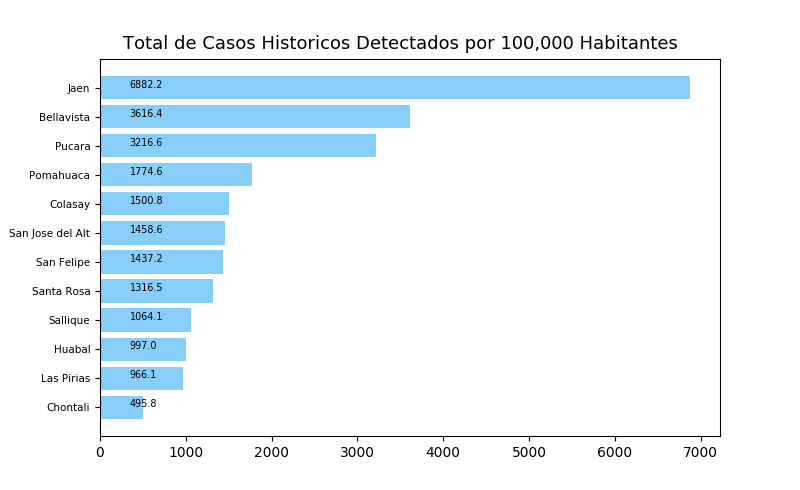 Total de Casos Historicos Detectados por 100,000 Habitantes
Jaen 6882.2
Bellavista 3616.4
Pucara 3216.6
Pomahuaca 1774.6
Colasay 1500.8
San Jose del Alt 1458.6
San Felipe 1437.2
Santa Rosa 1316.5
Sallique 1064.1
Huabal 997.0
Las Pirias 966.1
Chontali 495.8
0 1000 2000 3000 4000 5000 6000 7000